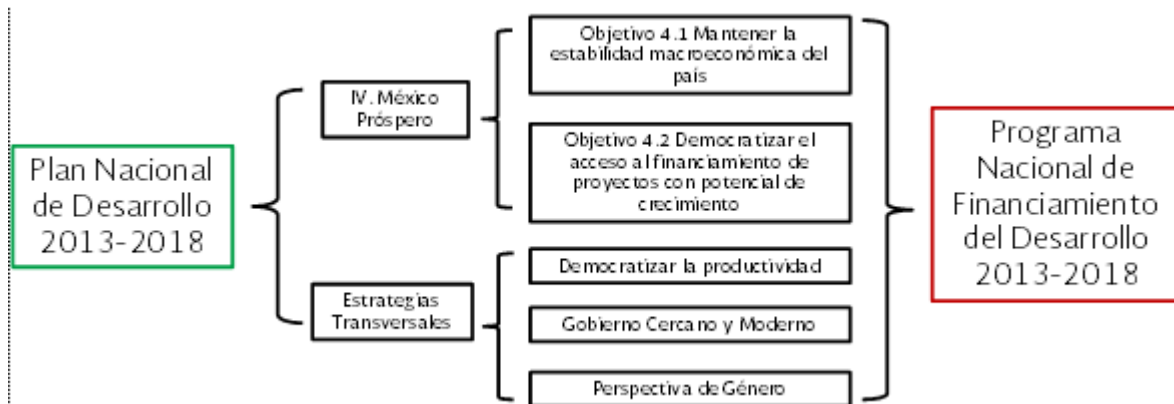 Plan Nacional
de Desarrollo
2013-2018
IV. México
Próspero
Estrategias
Transversales
Objetivo 4.1 Mantener la
estabilidad macroeconómica del
país
Objetivo 4.2 Democratizar el
acceso al financiamiento de
proyectos con potencial de
crecimiento
Democratizar la productividad
Gobierno Cercano y Moderno
Perspectiva de Género
Programa
Nacional de
Financiamiento
del Desarrollo
2013-2018